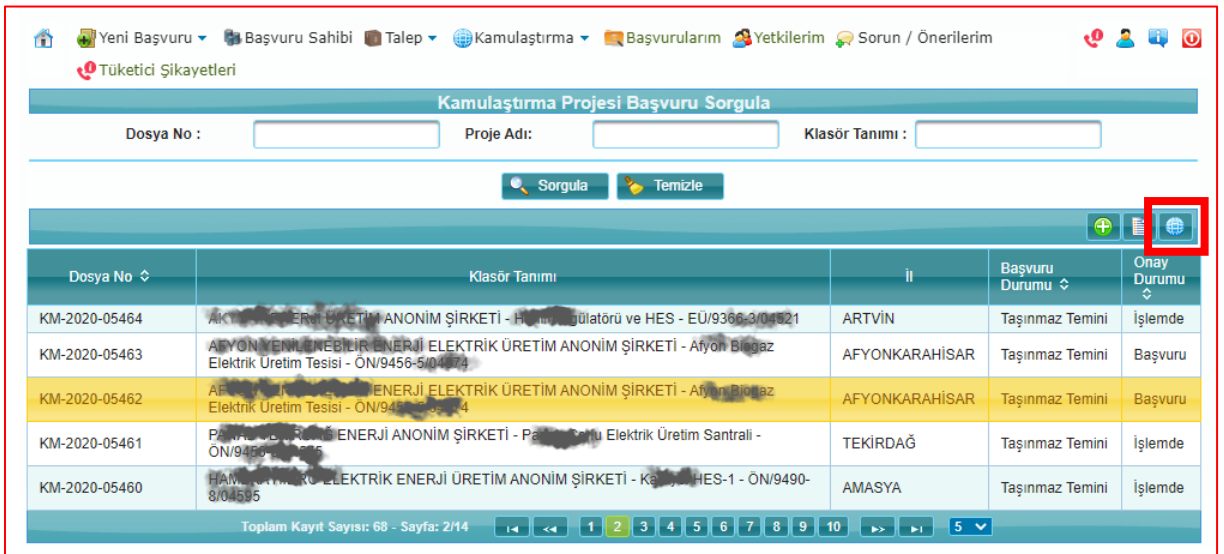 Yeni Başvuru Başvuru Sahibi Talep Kamulaştırma Başvurularım Yetkilerim Sorun / Önerilerim
Tüketici Şikayetleri
Kamulaştırma Projesi Başvuru Sorgula
Dosya No : Proje Adı: Klasör Tanımı :
Sorgula Temizle
Dosya No Klasör Tanımı İl Başvuru Durumu Onay Durumu
KM-2020-05464 ÜRETİM ANONİM ŞİRKETİ - ve HES - EÜ/9366-3/04521 ARTVİN Taşınmaz Temini İşlemde
KM-2020-05463 AFYON YENİLENEBİLİR ENERJİ ELEKTRİK ÜRETİM ANONİM ŞİRKETİ - Afyon Biogaz AFYONKARAHİSAR Taşınmaz Temini Başvuru
Elektrik Üretim Tesisi - ÖN/9456-5/04574
KM-2020-05462 ENERJİ ELEKTRİK ÜRETİM ANONİM ŞİRKETİ - Afyon Biogaz AFYONKARAHİSAR Taşınmaz Temini Başvuru
Elektrik Üretim Tesisi -
KM-2020-05461 ENERJİ ANONİM ŞİRKETİ - Elektrik Üretim Santrali - TEKİRDAĞ Taşınmaz Temini İşlemde
KM-2020-05460 ELEKTRİK ENERJİ ÜRETİM ANONİM ŞİRKETİ - HES-1 - ÖN/9490- AMASYA Taşınmaz Temini İşlemde
8/04595
Toplam Kayıt Sayısı: 68 - Sayfa: 2/14 1 2 3 4 5 6 7 8 9 10 5